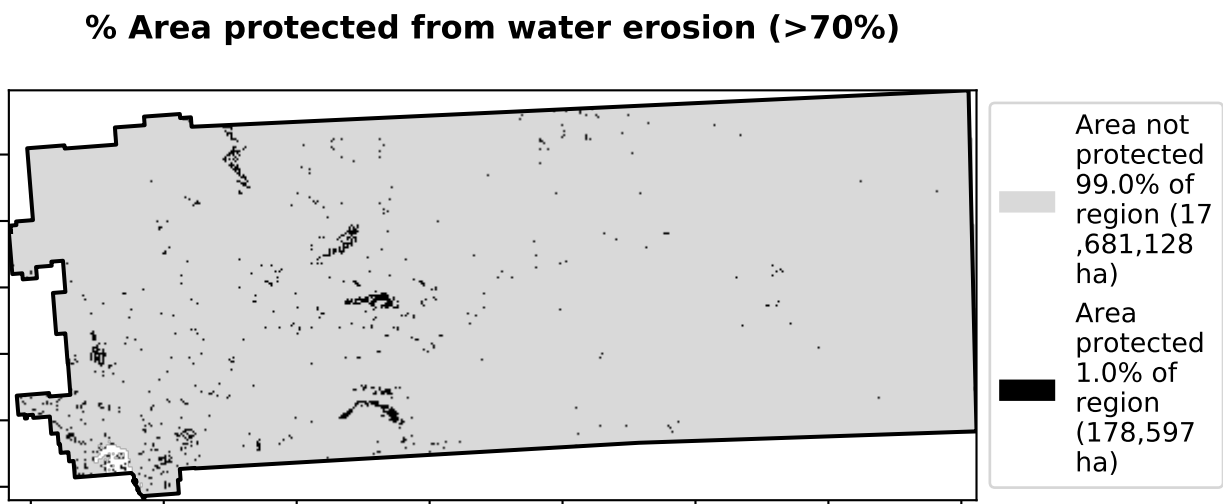 % Area protected from water erosion (>70%)
Area not
protected
99.0% of
region (17
,681,128
ha)
Area
protected
1.0% of
region
(178,597
ha)